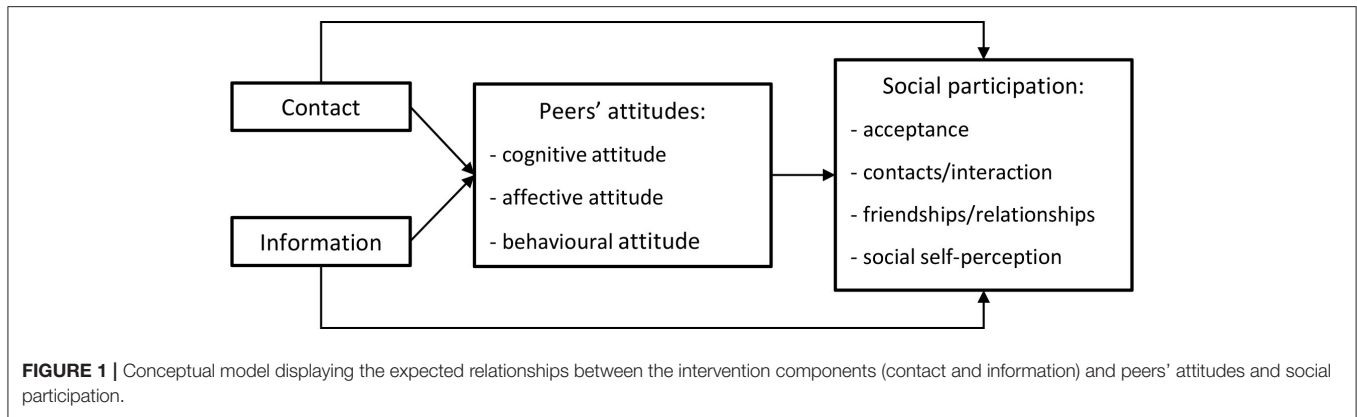 Contact
Information
Peers' attitudes:
- cognitive attitude
- affective attitude
- behavioural attitude
Social participation:
- acceptance
- contacts/interaction
- friendships/relationships
- social self-perception
FIGURE 1 | Conceptual model displaying the expected relationships between the intervention components (contact and information) and peers' attitudes and social
participation.